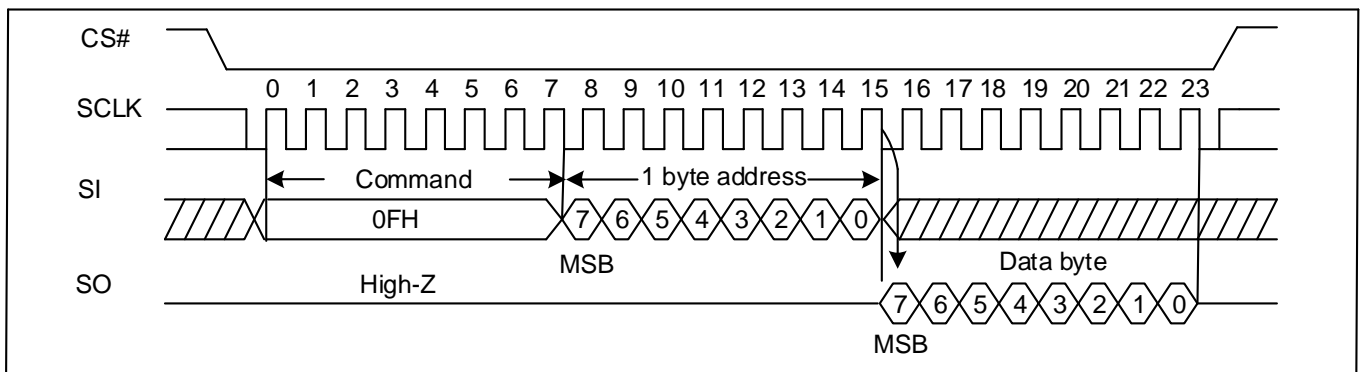 CS#
0 1 2 3 4 5 6 7 8 9 10 11 12 13 14 15 16 17 18 19 20 21 22 23
SCLK
SI
Command
1 byte address
0FH
7 6 5 4 3 2 1 0
MSB
Data byte
SO
High-Z
7 6 5 4 3 2 1 0
MSB